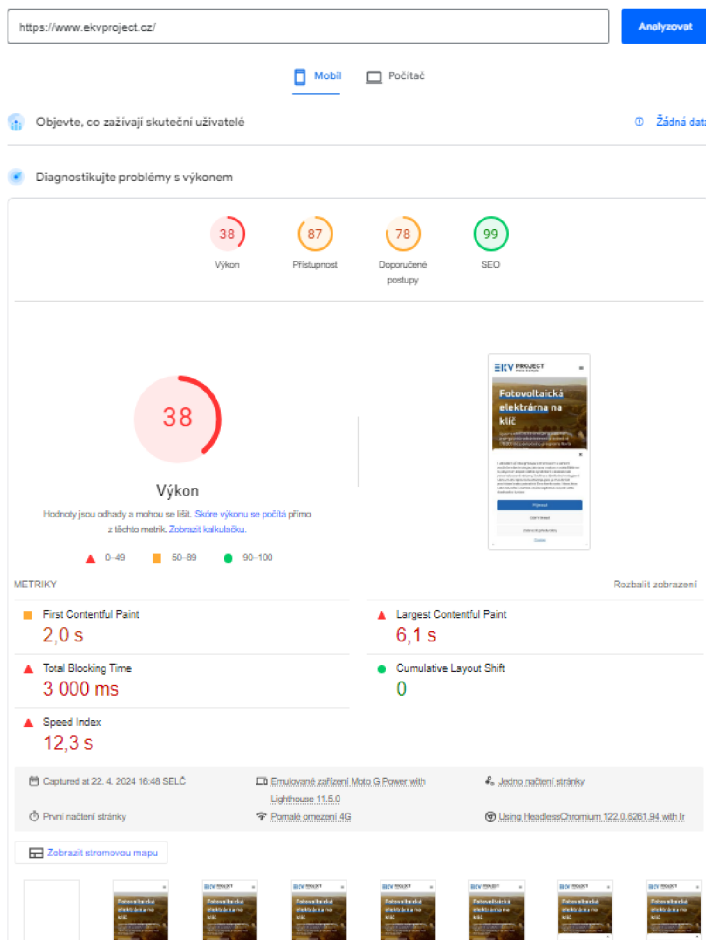 https://www.ekvproject.cz/
Analyzovat
Mobil
Počítač
Objevte, co zažívají skuteční uživatelé
Žádná data
Diagnostikujte problémy s výkonem
38
87
78
99
Výkon
Přístupnost
Doporučené
postupy
SEO
38
Výkon
Hodnoty jsou odhady a mohou se lišit. Skóre výkonu se počítá přímo
z těchto metrik. Zobrazit kalkulačku.
0–49
50–89
90–100
EKV PROJECT
Fotovoltaická
elektrárna na
klíč
METRIKY
Rozbalit zobrazení
First Contentful Paint
2,0 s
Largest Contentful Paint
6,1 s
Total Blocking Time
3 000 ms
Cumulative Layout Shift
0
Speed Index
12,3 s
Captured at 22. 4. 2024 16:48 SELČ
Emulované zařízení Moto G Power with
Lighthouse 11.5.0
Jedno načtení stránky
První načtení stránky
Pomalé omezení 4G
Using HeadlessChromium 122.0.6261.94 with lr
Zobrazit stromovou mapu